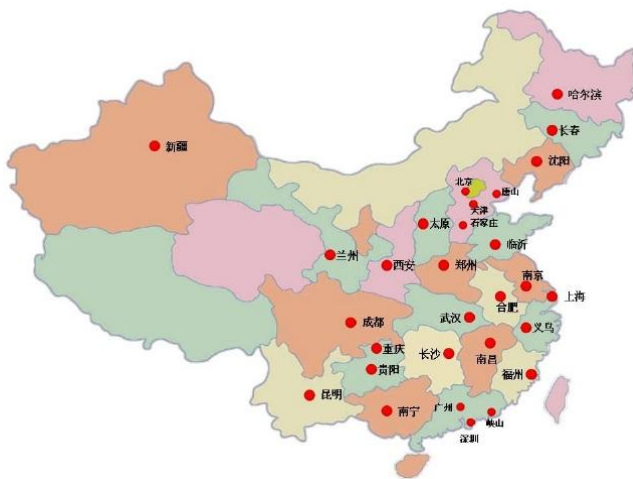 哈尔滨
长春
新疆
沈阳
北京
唐山
天津
太原
石家庄
临沂
兰州
西安
郑州
南京
合肥
上海
武汉
成都
义乌
重庆
长沙
南昌
贵阳
福州
昆明
南宁
广州
峡山
深圳